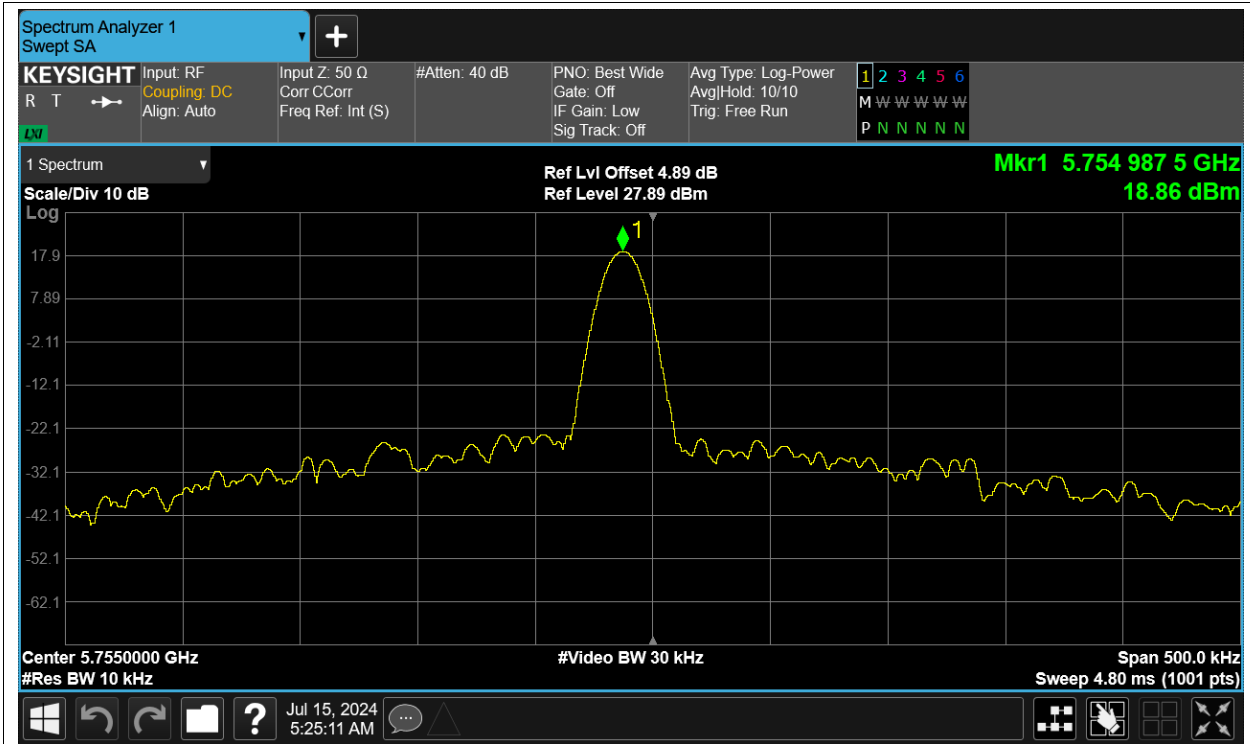 Spectrum Analyzer 1
Swept SA
KEYSIGHT
R T
LXI
Input: RF
Coupling: DC
Align: Auto
Input Z: 50 Ω
Corr CCorr
Freq Ref: Int (S)
#Atten: 40 dB
PNO: Best Wide
Gate: Off
IF Gain: Low
Sig Track: Off
Avg Type: Log-Power
Avg|Hold: 10/10
Trig: Free Run
1 2 3 4 5 6
M W W W W W
P N N N N N
1 Spectrum
Scale/Div 10 dB
Log
Ref Lvl Offset 4.89 dB
Ref Level 27.89 dBm
Mkr1 5.754 987 5 GHz
18.86 dBm
1
17.9
7.89
-2.11
-12.1
-22.1
-32.1
-42.1
-52.1
-62.1
Center 5.7550000 GHz
#Video BW 30 kHz
Span 500.0 kHz
#Res BW 10 kHz
Sweep 4.80 ms (1001 pts)
?
Jul 15, 2024
5:25:11 AM